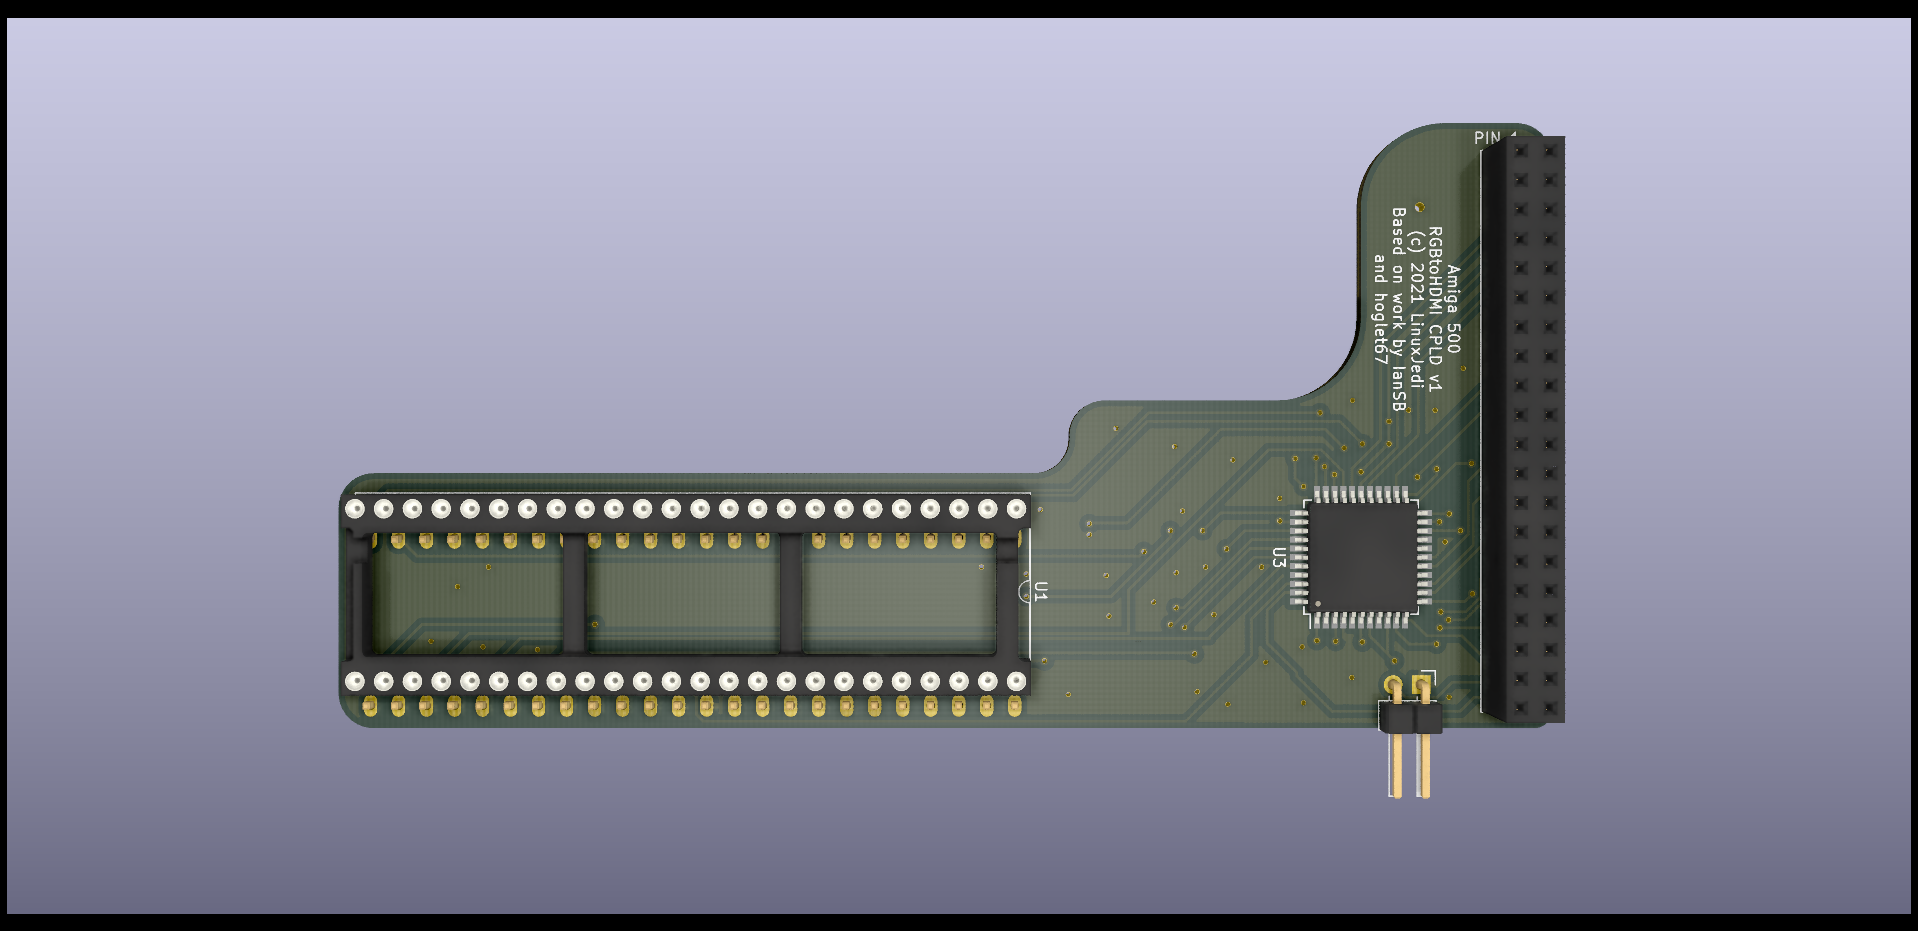 PIN 1
Amiga 500
RGBtoHDMI CPLD v1
(c) 2021 LinuxJedi
Based on work by IanSB
and hoglet67
U3
U1